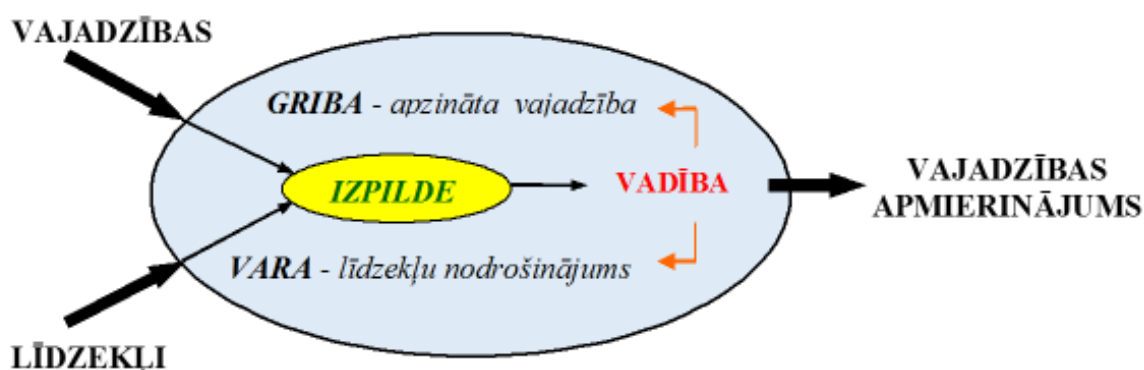 VAJADZĪBAS
GRIBA - apzināta vajadzība
IZPILDE
VADĪBA
VAJADZĪBAS
APMIERINĀJUMS
VARA - līdzekļu nodrošinājums
LĪDZEKĻI